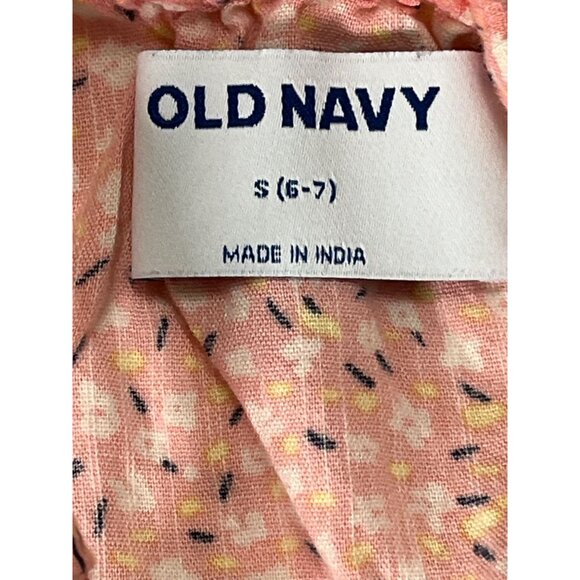 OLD NAVY
S (6-7)
MADE IN INDIA